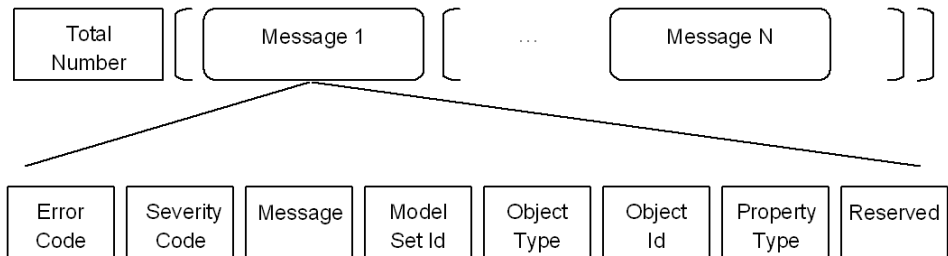 Total
Number
Message 1
...
Message N
Error
Code
Severity
Code
Message
Model
Set Id
Object
Type
Object
Id
Property
Type
Reserved